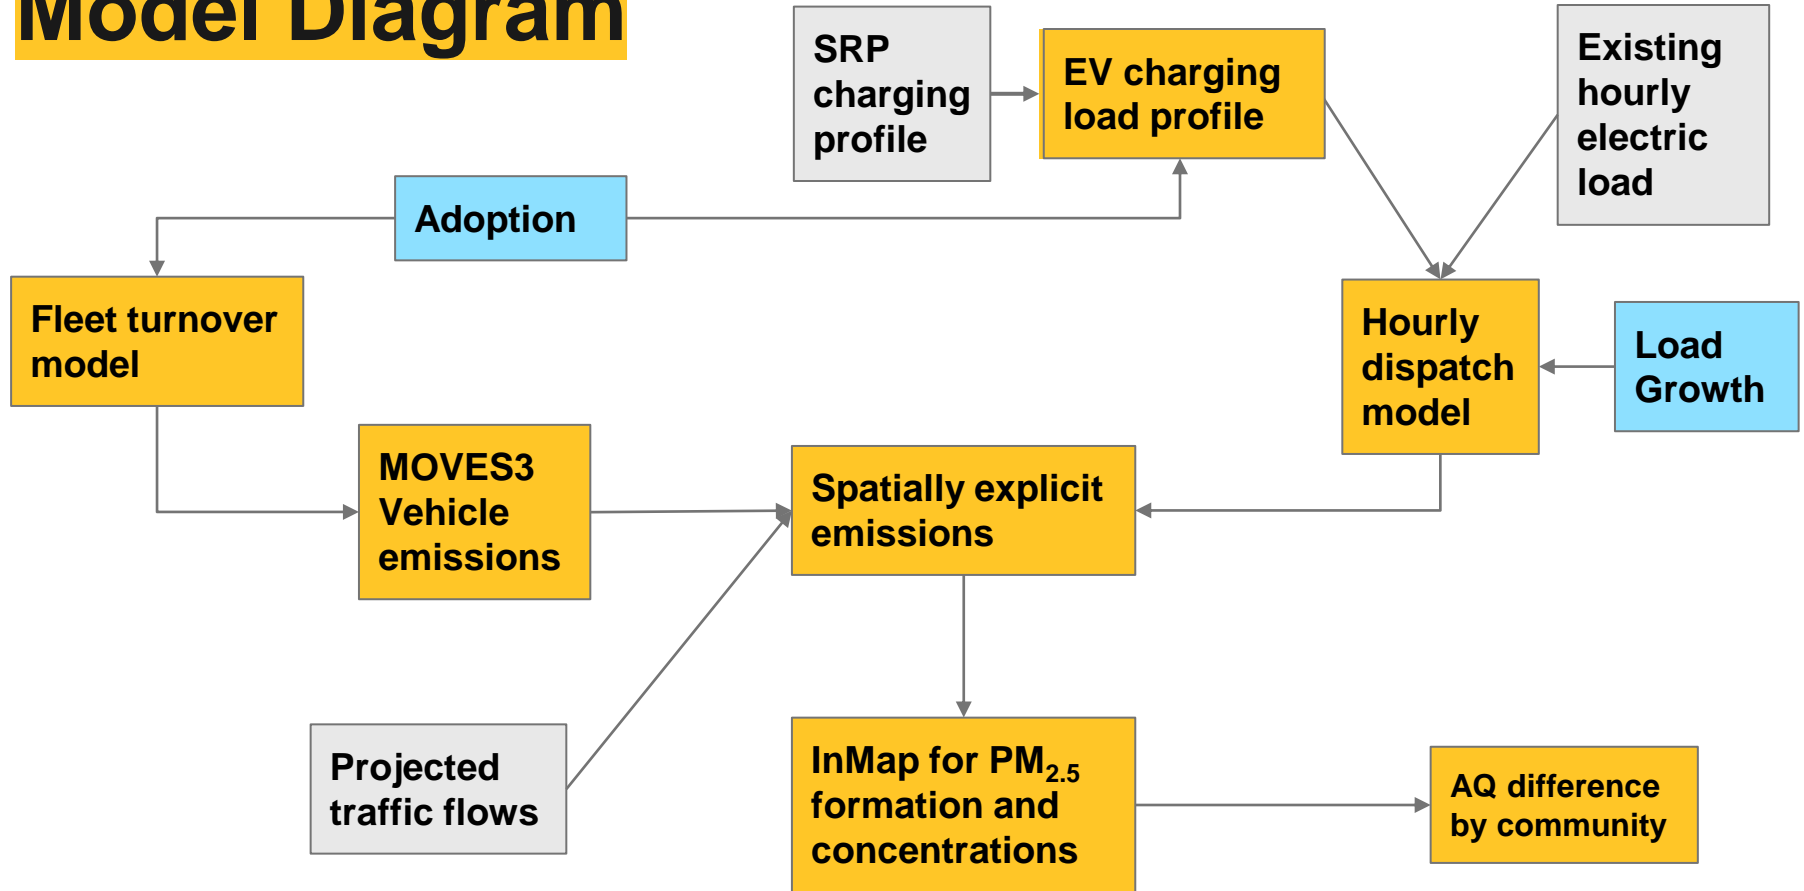 Model Diagram
SRP
charging
profile
EV charging
load profile
Existing
hourly
electric
load
Adoption
Fleet turnover
model
Hourly
dispatch
model
Load
Growth
MOVES3
Vehicle
emissions
Spatially explicit
emissions
Projected
traffic flows
InMap for PM2.5
formation and
concentrations
AQ difference
by community